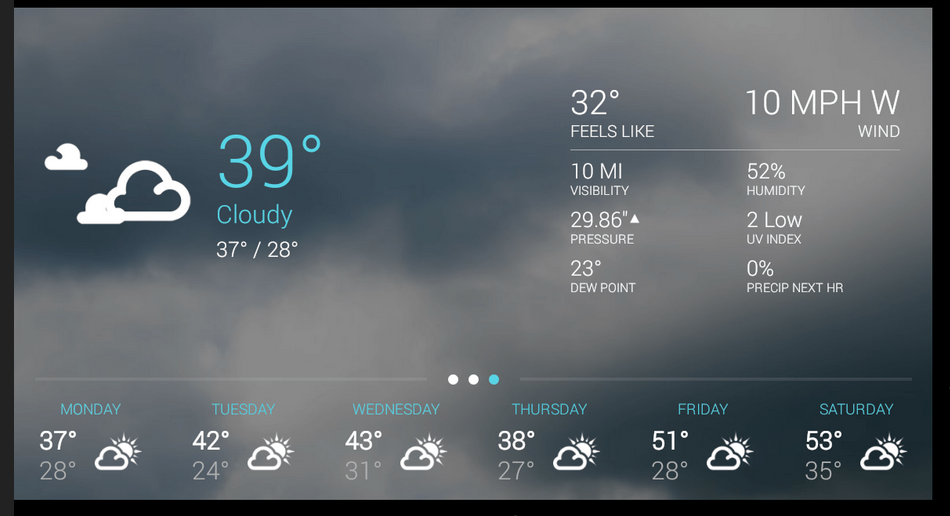 39°
Cloudy
37° / 28°
32°
FEELS LIKE
10 MPH W
WIND
10 MI
VISIBILITY
52%
HUMIDITY
29.86"▲
PRESSURE
2 Low
UV INDEX
23°
DEW POINT
0%
PRECIP NEXT HR
MONDAY
37°
28°
TUESDAY
42°
24°
WEDNESDAY
43°
31°
THURSDAY
38°
27°
FRIDAY
51°
28°
SATURDAY
53°
35°